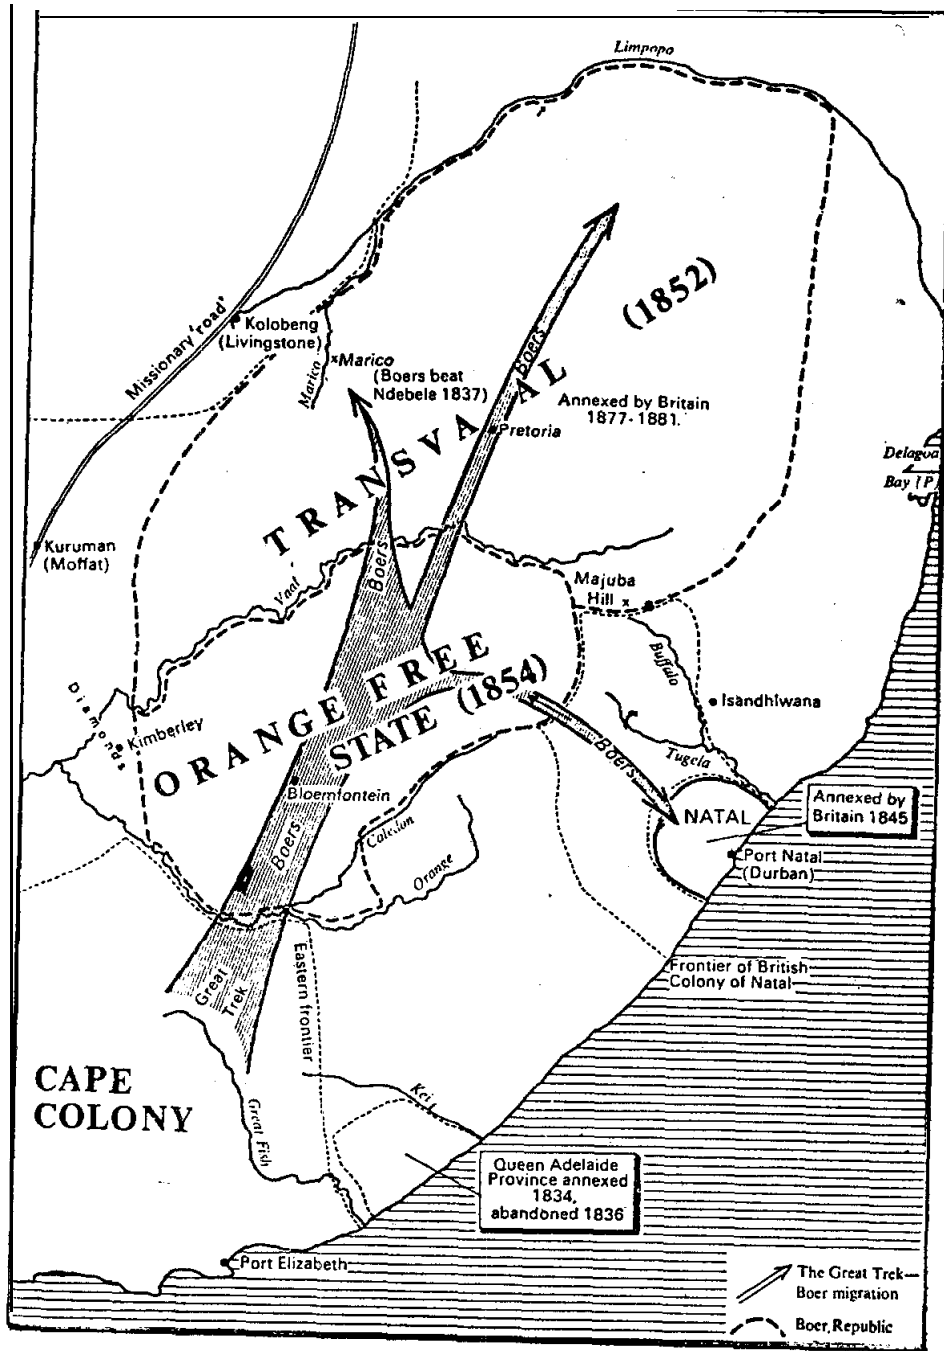 Limpopo
(1852)
Missionary 'road'
Kolobeng
(Livingstone)
Marico
xMarico
(Boers beat
Ndebele 1837)
Boers
TRANSVAAL
Annexed by Britain
1877-1881.
Pretoria
Delagoa
Bay (P)
Kuruman
(Moffat)
Boers
Vaal
Majuba
Hill x
Buffalo
Isandhlwana
Diamonds
Kimberley
ORANGE FREE
STATE (1854)
Boers
Tugela
Bloemfontein
NATAL
Annexed by
Britain 1845
Caledon
Boers
Orange
Port Natal
(Durban)
Great
Trek
Eastern frontier
Frontier of British
Colony of Natal
CAPE
COLONY
Great Fish
Kei
Queen Adelaide
Province annexed
1834,
abandoned 1836
Port Elizabeth
The Great Trek—
Boer migration
Boer Republic